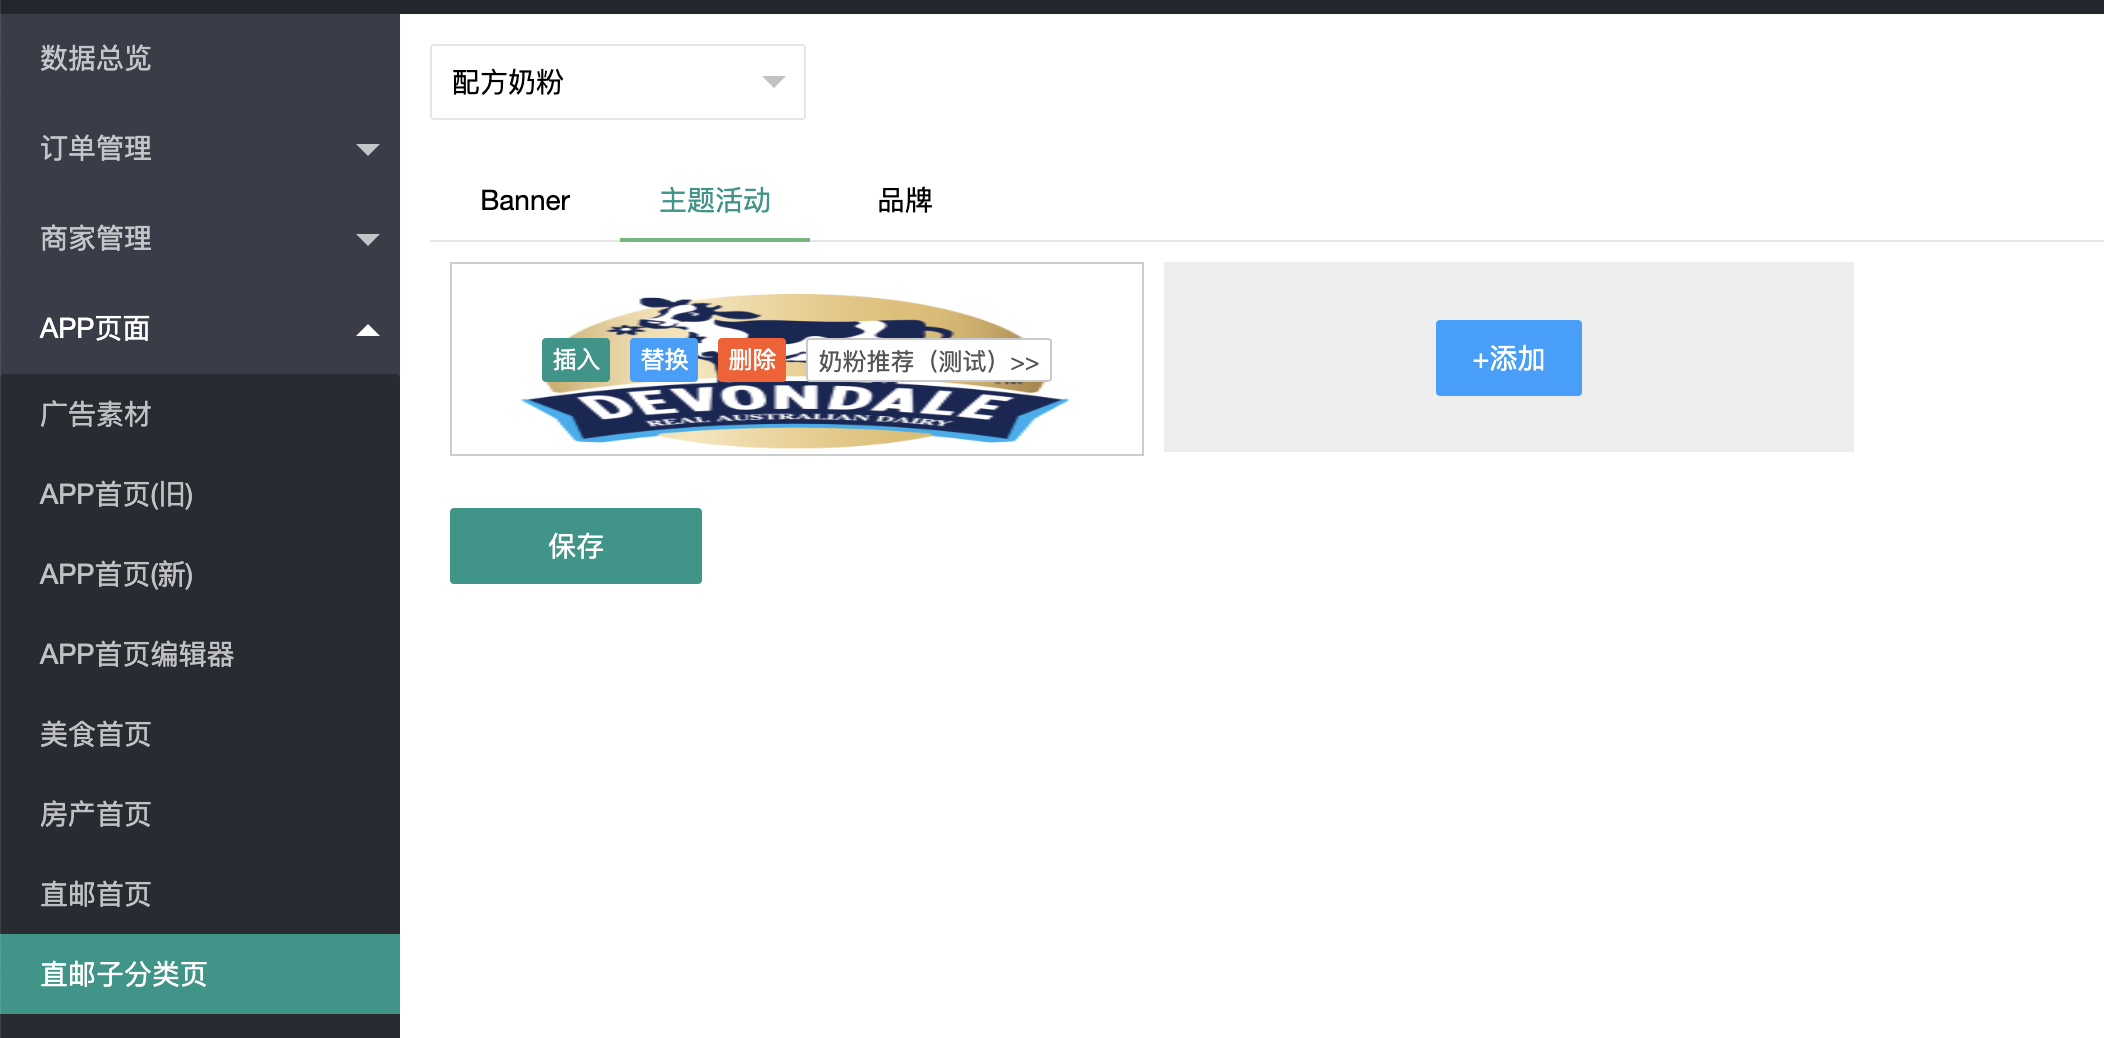 数据总览
订单管理
商家管理
APP页面
广告素材
APP首页(旧)
APP首页(新)
APP首页编辑器
美食首页
房产首页
直邮首页
直邮子分类页
配方奶粉
Banner 主题活动 品牌
插入 替换 删除 奶粉推荐（测试）>>
DEVONDALE
REAL AUSTRALIAN DAIRY
+添加
保存